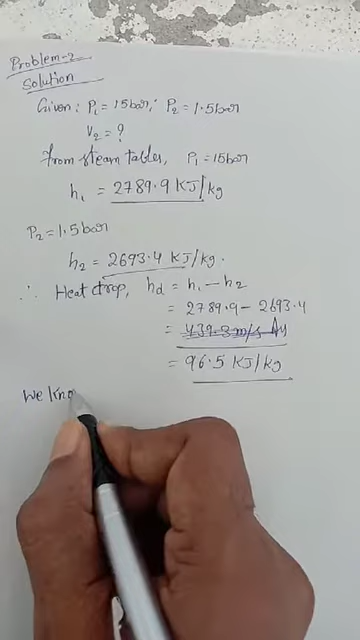 Problem-2
Solution
Given: P₁ = 15 bar, P₂ = 1.5 bar
V₂ = ?
From steam tables, P₁ = 15 bar
h₁ = 2789.9 KJ/kg
P₂ = 1.5 bar
h₂ = 2693.4 KJ/kg.
∴ Heat drop, hd = h₁ - h₂
= 2789.9 - 2693.4
= 439.3 m/s
= 96.5 KJ/kg
We kno